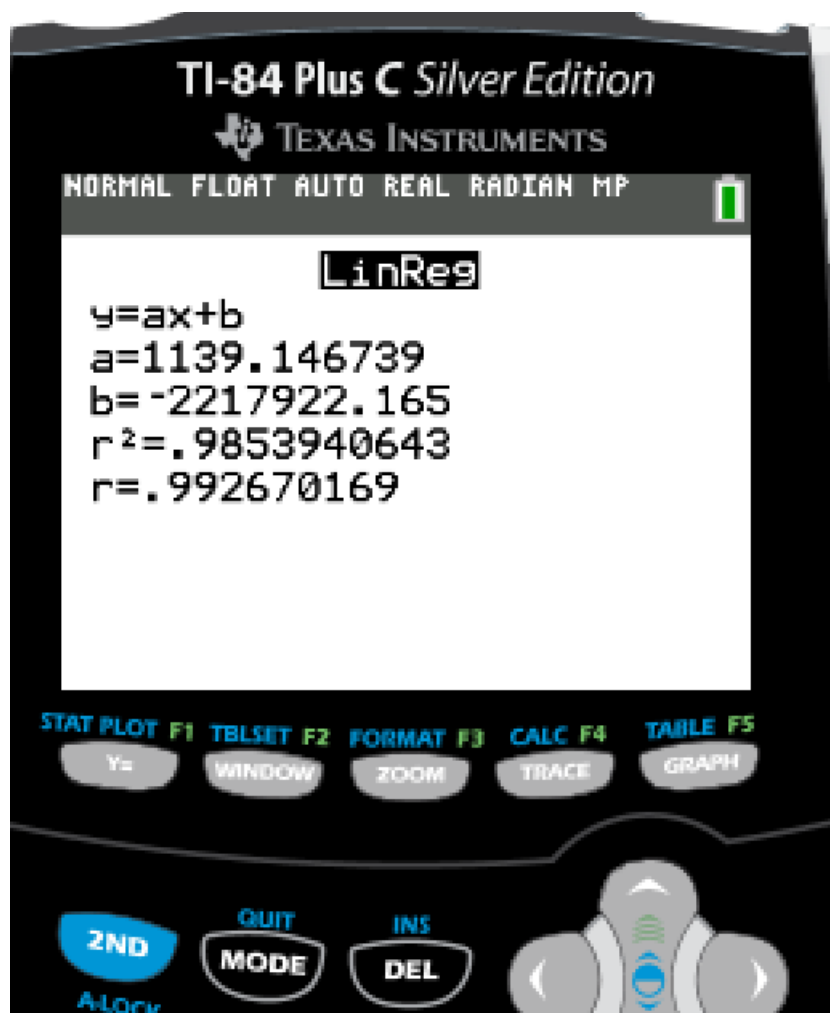 TI-84 Plus C Silver Edition
TEXAS INSTRUMENTS
NORMAL FLOAT AUTO REAL RADIAN MP
LinReg
y=ax+b
a=1139.146739
b=-2217922.165
r²=.9853940643
r=.992670169
STAT PLOT F1 TBLSET F2 FORMAT F3 CALC F4 TABLE F5
Y= WINDOW ZOOM TRACE GRAPH
QUIT INS
2ND MODE DEL
A-LOCK